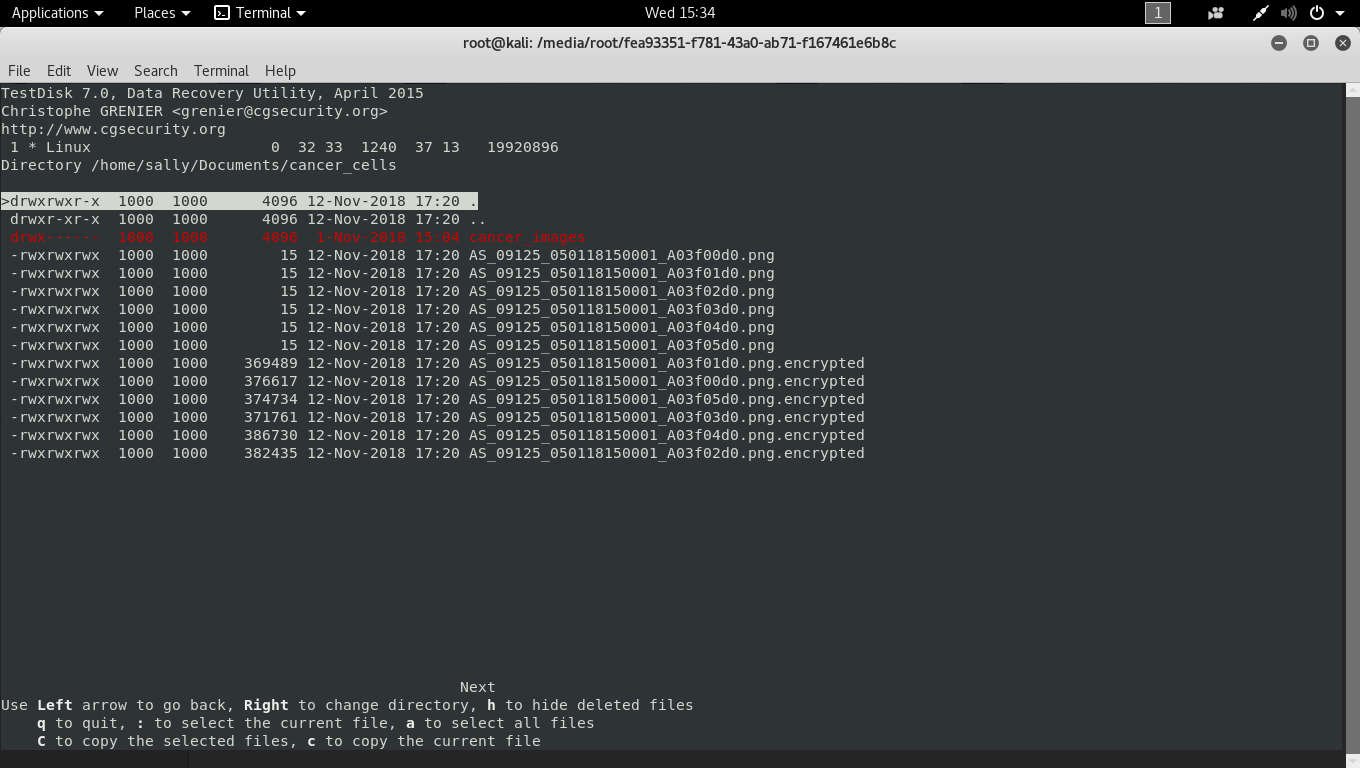 Applications Places Terminal Wed 15:34 1
root@kali: /media/root/fea93351-f781-43a0-ab71-f167461e6b8c
File Edit View Search Terminal Help
TestDisk 7.0, Data Recovery Utility, April 2015
Christophe GRENIER <grenier@cgsecurity.org>
http://www.cgsecurity.org
 1 * Linux                    0  32 33  1240  37 13   19920896
Directory /home/sally/Documents/cancer_cells
>drwxrwxr-x  1000  1000      4096 12-Nov-2018 17:20 .
 drwxr-xr-x  1000  1000      4096 12-Nov-2018 17:20 ..
 drwx------  1000  1000      4096  1-Nov-2018 15:04 cancer images
 -rwxrwxrwx  1000  1000        15 12-Nov-2018 17:20 AS_09125_050118150001_A03f00d0.png
 -rwxrwxrwx  1000  1000        15 12-Nov-2018 17:20 AS_09125_050118150001_A03f01d0.png
 -rwxrwxrwx  1000  1000        15 12-Nov-2018 17:20 AS_09125_050118150001_A03f02d0.png
 -rwxrwxrwx  1000  1000        15 12-Nov-2018 17:20 AS_09125_050118150001_A03f03d0.png
 -rwxrwxrwx  1000  1000        15 12-Nov-2018 17:20 AS_09125_050118150001_A03f04d0.png
 -rwxrwxrwx  1000  1000        15 12-Nov-2018 17:20 AS_09125_050118150001_A03f05d0.png
 -rwxrwxrwx  1000  1000    369489 12-Nov-2018 17:20 AS_09125_050118150001_A03f01d0.png.encrypted
 -rwxrwxrwx  1000  1000    376617 12-Nov-2018 17:20 AS_09125_050118150001_A03f00d0.png.encrypted
 -rwxrwxrwx  1000  1000    374734 12-Nov-2018 17:20 AS_09125_050118150001_A03f05d0.png.encrypted
 -rwxrwxrwx  1000  1000    371761 12-Nov-2018 17:20 AS_09125_050118150001_A03f03d0.png.encrypted
 -rwxrwxrwx  1000  1000    386730 12-Nov-2018 17:20 AS_09125_050118150001_A03f04d0.png.encrypted
 -rwxrwxrwx  1000  1000    382435 12-Nov-2018 17:20 AS_09125_050118150001_A03f02d0.png.encrypted
Next
Use Left arrow to go back, Right to change directory, h to hide deleted files
    q to quit, : to select the current file, a to select all files
    C to copy the selected files, c to copy the current file